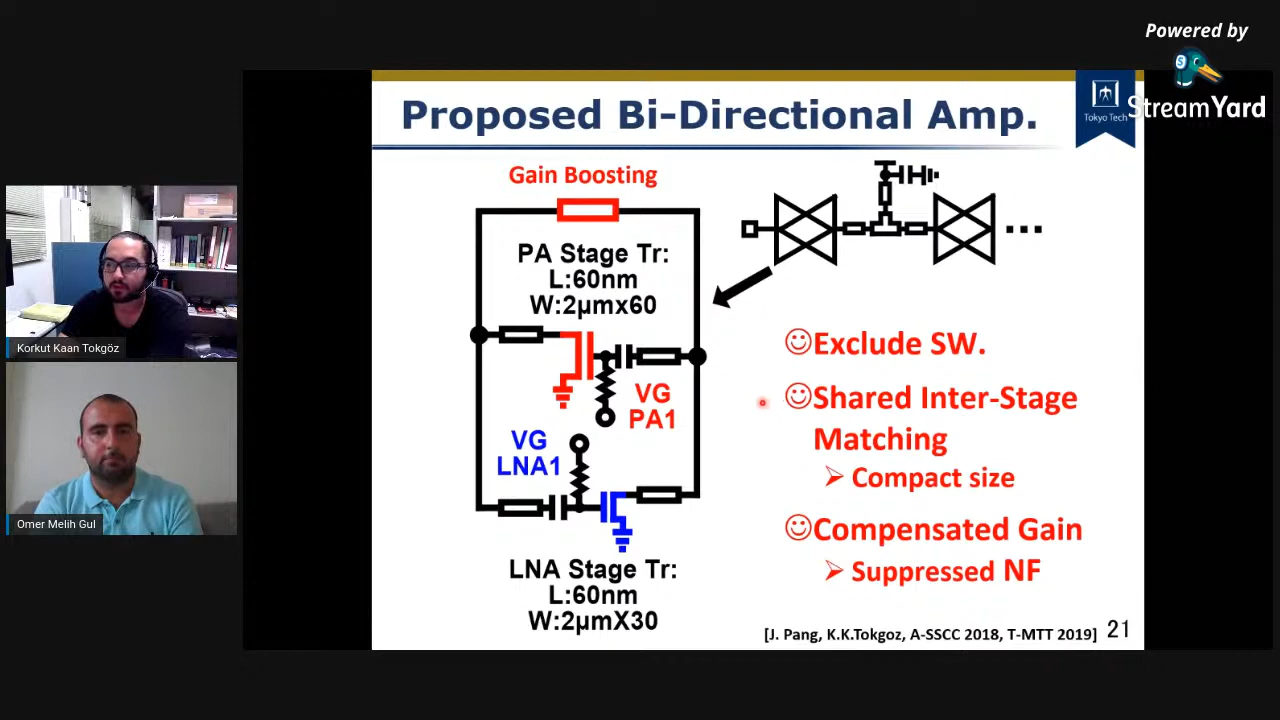 Powered by
StreamYard
Proposed Bi-Directional Amp.
Tokyo Tech
Gain Boosting
PA Stage Tr:
L:60nm
W:2µmx60
VG
PA1
VG
LNA1
LNA Stage Tr:
L:60nm
W:2µmX30
Exclude SW.
Shared Inter-Stage
Matching
➢ Compact size
Compensated Gain
➢ Suppressed NF
[J. Pang, K.K.Tokgoz, A-SSCC 2018, T-MTT 2019]
21
Korkut Kaan Tokgöz
Omer Melih Gul